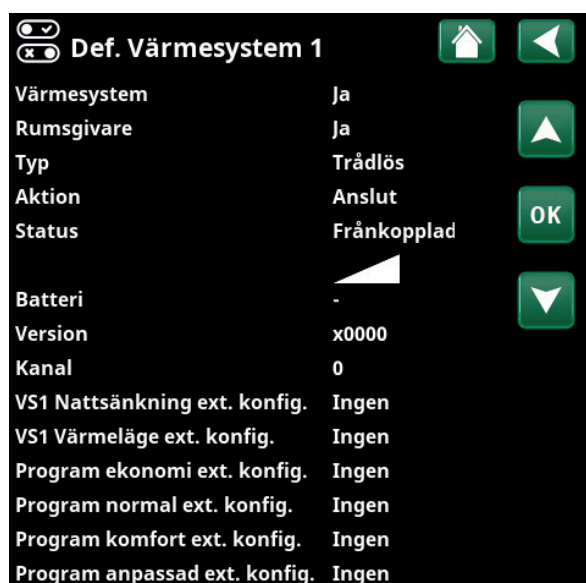 Def. Värmesystem 1
Värmesystem Ja
Rumsgivare Ja
Typ Trådlös
Aktion Anslut
OK
Status Frånkopplad
Batteri -
Version x0000
Kanal 0
VS1 Nattsänkning ext. konfig. Ingen
VS1 Värmeläge ext. konfig. Ingen
Program ekonomi ext. konfig. Ingen
Program normal ext. konfig. Ingen
Program komfort ext. konfig. Ingen
Program anpassad ext. konfig. Ingen